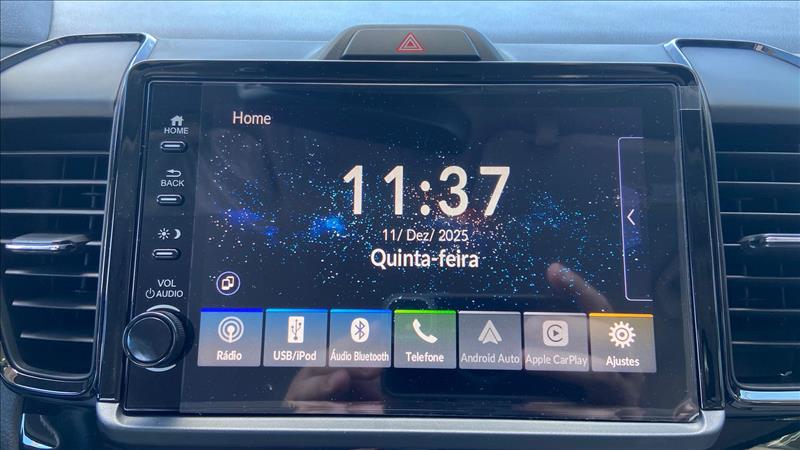 HOME
BACK
VOL
AUDIO
Home
11:37
11/ Dez/ 2025
Quinta-feira
Rádio
USB/iPod
Áudio Bluetooth
Telefone
Android Auto
Apple CarPlay
Ajustes